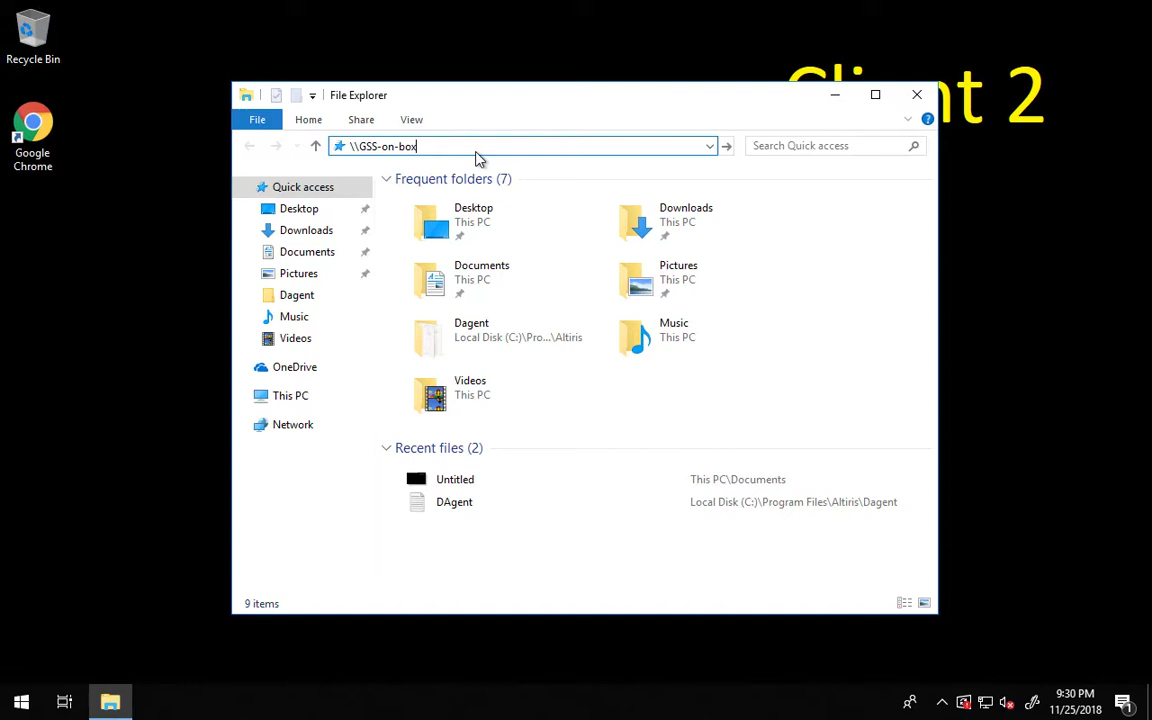 Recycle Bin
Google
Chrome
2
File Explorer
File
Home
Share
View
\\GSS-on-box
Search Quick access
Quick access
Desktop
Downloads
Documents
Pictures
Dagent
Music
Videos
OneDrive
This PC
Network
Frequent folders (7)
Desktop
This PC
Downloads
This PC
Documents
This PC
Pictures
This PC
Dagent
Local Disk (C:)\Pro...\Altiris
Music
This PC
Videos
This PC
Recent files (2)
Untitled
This PC\Documents
DAgent
Local Disk (C:)\Program Files\Altiris\Dagent
9 items
9:30 PM
11/25/2018
1